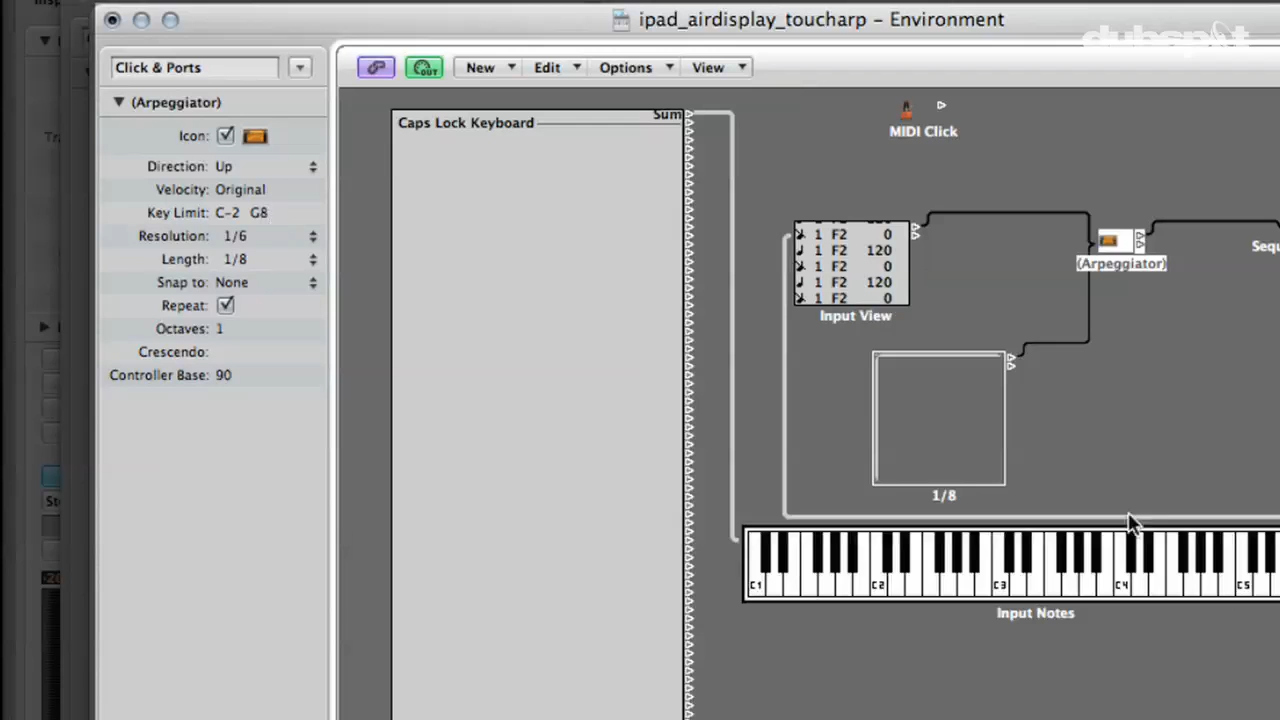 ipad_airdisplay_toucharp – Environment
dubspot
Click & Ports
New Edit Options View
(Arpeggiator)
Icon:
Direction: Up
Velocity: Original
Key Limit: C-2 G8
Resolution: 1/6
Length: 1/8
Snap to: None
Repeat:
Octaves: 1
Crescendo:
Controller Base: 90
OUT
Sum
Caps Lock Keyboard
MIDI Click
1 F2 0
1 F2 120
1 F2 0
1 F2 120
1 F2 0
Input View
(Arpeggiator)
1/8
C1 C2 C3 C4 C5
Input Notes